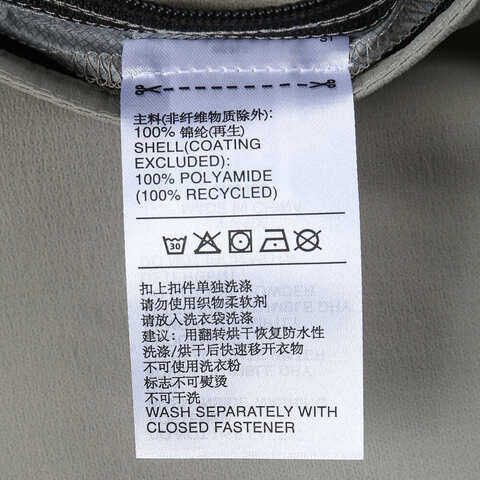 主料(非纤维物质除外):
100% 锦纶(再生)
SHELL(COATING
EXCLUDED):
100% POLYAMIDE
(100% RECYCLED)
30
扣上扣件单独洗涤
请勿使用织物柔软剂
请放入洗衣袋洗涤
建议：用翻转烘干恢复防水性
洗涤/烘干后快速移开衣物
不可使用洗衣粉
标志不可熨烫
不可干洗
WASH SEPARATELY WITH
CLOSED FASTENER